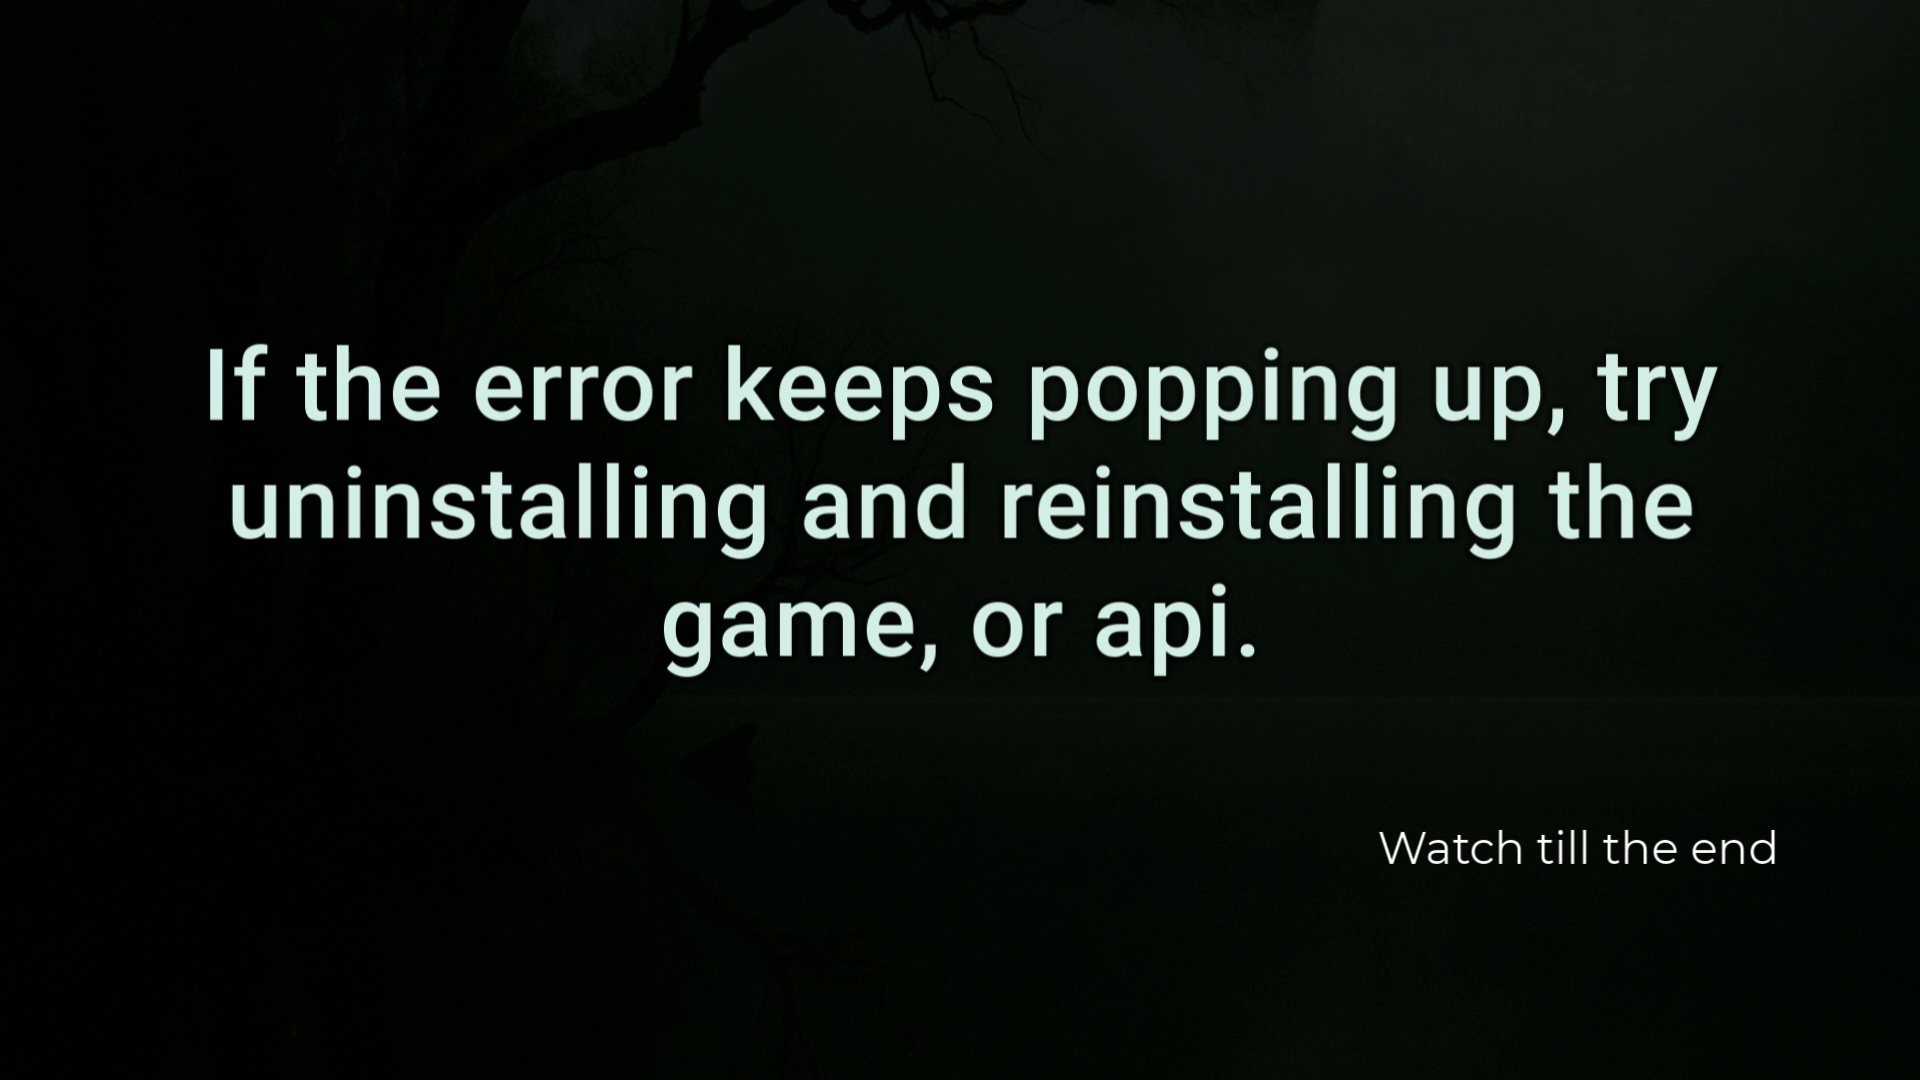 If the error keeps popping up, try
uninstalling and reinstalling the
game, or api.
Watch till the end